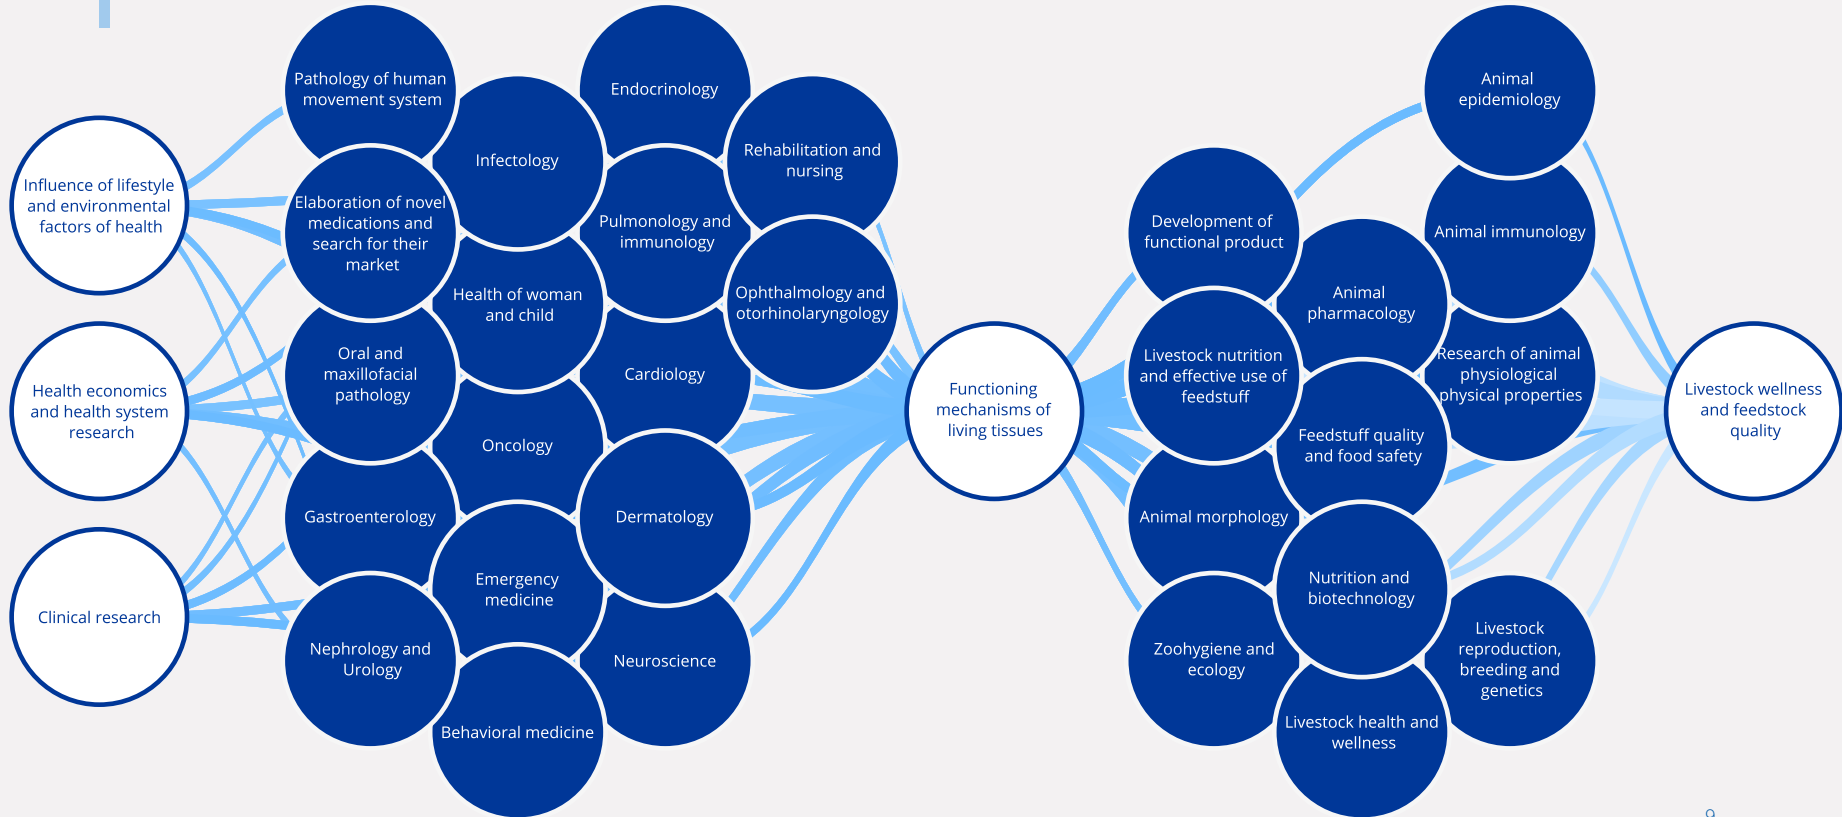 Influence of lifestyle
and environmental
factors of health
Health economics
and health system
research
Clinical research
Pathology of human
movement system
Elaboration of novel
medications and
search for their
market
Oral and
maxillofacial
pathology
Gastroenterology
Nephrology and
Urology
Infectology
Health of woman
and child
Oncology
Emergency
medicine
Behavioral medicine
Endocrinology
Pulmonology and
immunology
Cardiology
Dermatology
Neuroscience
Rehabilitation and
nursing
Ophthalmology and
otorhinolaryngology
Functioning
mechanisms of
living tissues
Development of
functional product
Livestock nutrition
and effective use of
feedstuff
Animal morphology
Zoohygiene and
ecology
Animal
pharmacology
Feedstuff quality
and food safety
Nutrition and
biotechnology
Livestock health and
wellness
Animal
epidemiology
Animal immunology
Research of animal
physiological
physical properties
Livestock
reproduction,
breeding and
genetics
Livestock wellness
and feedstock
quality
9